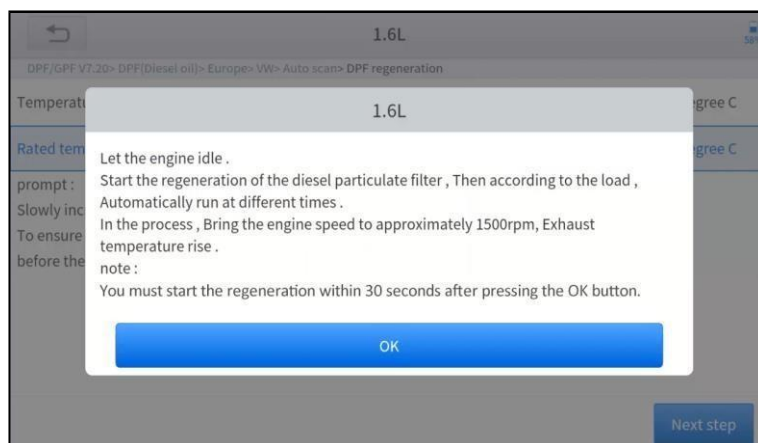 1.6L
58%
DPF/GPF V7.20> DPF(Diesel oil)> Europe> VW> Auto scan> DPF regeneration
Temperatu
egree C
1.6L
Rated tem
egree C
Let the engine idle .
Start the regeneration of the diesel particulate filter , Then according to the load ,
Automatically run at different times .
In the process , Bring the engine speed to approximately 1500rpm, Exhaust
temperature rise .
note :
You must start the regeneration within 30 seconds after pressing the OK button.
prompt :
Slowly inc
To ensure
before the
OK
Next step